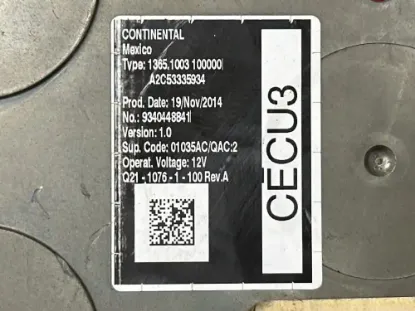 CONTINENTAL
Mexico
Type: 1365.1003 100000
A2C53335934
Prod. Date: 19/Nov/2014
No.: 9340448841
Version: 1.0
Sup. Code: 01035AC/QAC:2
Operat. Voltage: 12V
Q21 - 1076 - 1 - 100 Rev.A
CECU3